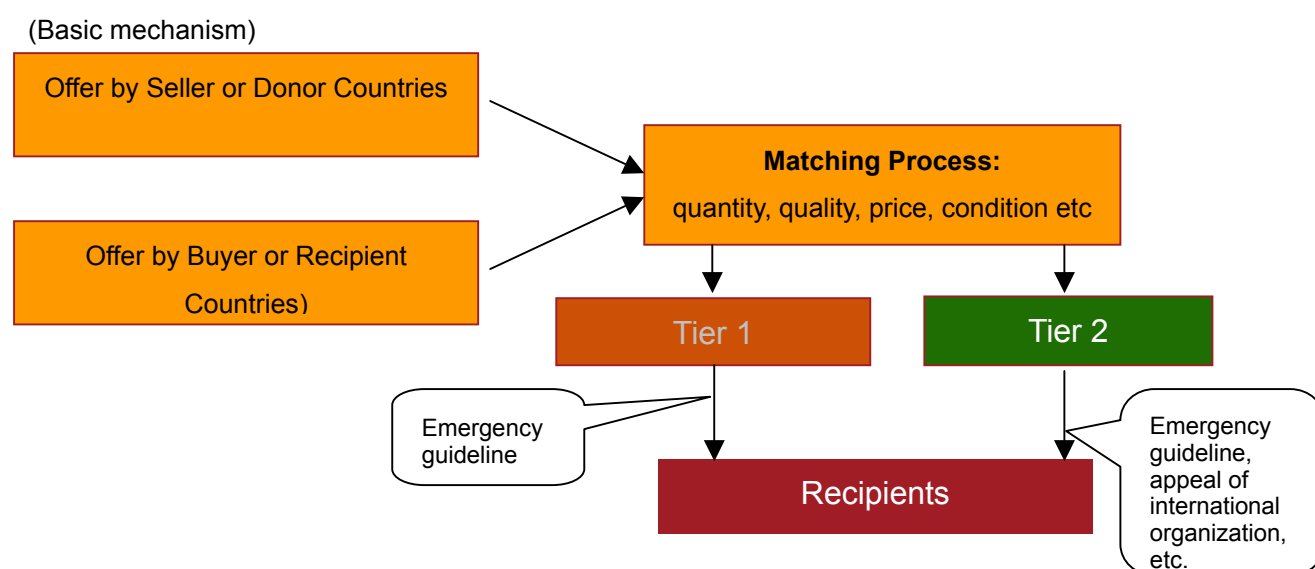 (Basic mechanism)
Offer by Seller or Donor Countries
Offer by Buyer or Recipient
Countries)
Matching Process:
quantity, quality, price, condition etc
Tier 1
Tier 2
Emergency
guideline
Emergency
guideline,
appeal of
international
organization,
etc.
Recipients